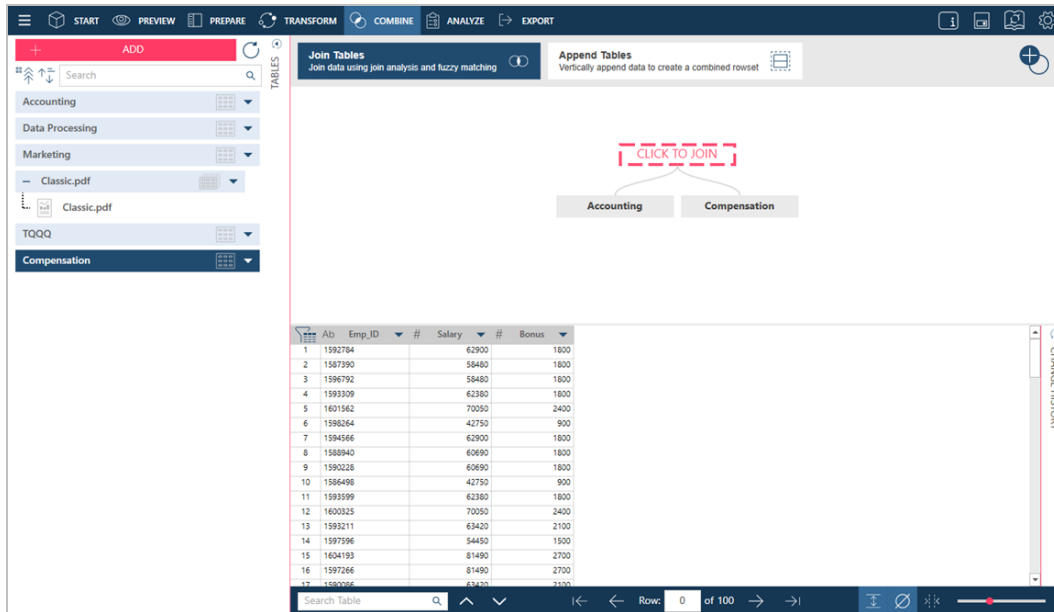 START PREVIEW PREPARE TRANSFORM COMBINE ANALYZE EXPORT
+ ADD
TABLES
Search
Accounting
Data Processing
Marketing
Classic.pdf
Classic.pdf
TQQQ
Compensation
Join Tables
Join data using join analysis and fuzzy matching
Append Tables
Vertically append data to create a combined rowset
CLICK TO JOIN
Accounting Compensation
Ab Emp_ID # Salary # Bonus
1 1592784 62900 1800
2 1587390 58480 1800
3 1596792 58480 1800
4 1593309 62380 1800
5 1601562 70050 2400
6 1598264 42750 900
7 1594566 62900 1800
8 1588940 60690 1800
9 1590228 60690 1800
10 1586498 42750 900
11 1593599 62380 1800
12 1600325 70050 2400
13 1593211 63420 2100
14 1597596 54450 1500
15 1604193 81490 2700
16 1597266 81490 2700
17 1590086 63420 2100
CHANGE HISTORY
Search Table Row: 0 of 100